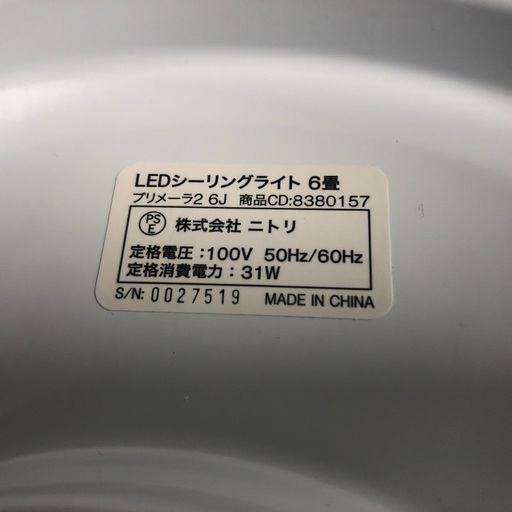 LEDシーリングライト 6畳
プリメーラ2 6J 商品CD:8380157
PSE 株式会社 ニトリ
定格電圧:100V 50Hz/60Hz
定格消費電力:31W
S/N: 0027519 MADE IN CHINA